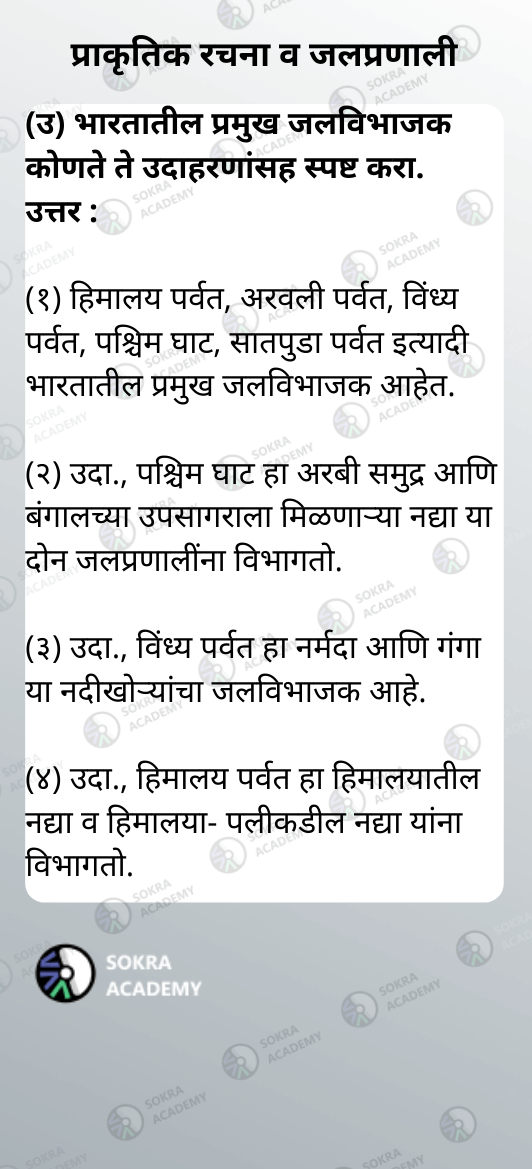 प्राकृतिक रचना व जलप्रणाली
(उ) भारतातील प्रमुख जलविभाजक
कोणते ते उदाहरणांसह स्पष्ट करा.
उत्तर :
(१) हिमालय पर्वत, अरवली पर्वत, विंध्य
पर्वत, पश्चिम घाट, सातपुडा पर्वत इत्यादी
भारतातील प्रमुख जलविभाजक आहेत.
(२) उदा., पश्चिम घाट हा अरबी समुद्र आणि
बंगालच्या उपसागराला मिळणाऱ्या नद्या या
दोन जलप्रणालींना विभागतो.
(३) उदा., विंध्य पर्वत हा नर्मदा आणि गंगा
या नदीखोऱ्यांचा जलविभाजक आहे.
(४) उदा., हिमालय पर्वत हा हिमालयातील
नद्या व हिमालया- पलीकडील नद्या यांना
विभागतो.
SOKRA
ACADEMY